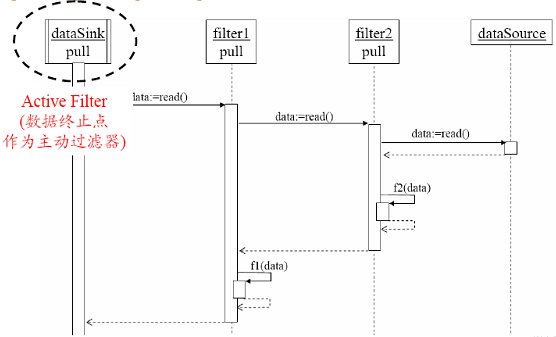 dataSink
pull
filter1
pull
filter2
pull
dataSource
data:=read()
Active Filter
(数据终止点
作为主动过滤器)
data:=read()
data:=read()
f2(data)
f1(data)